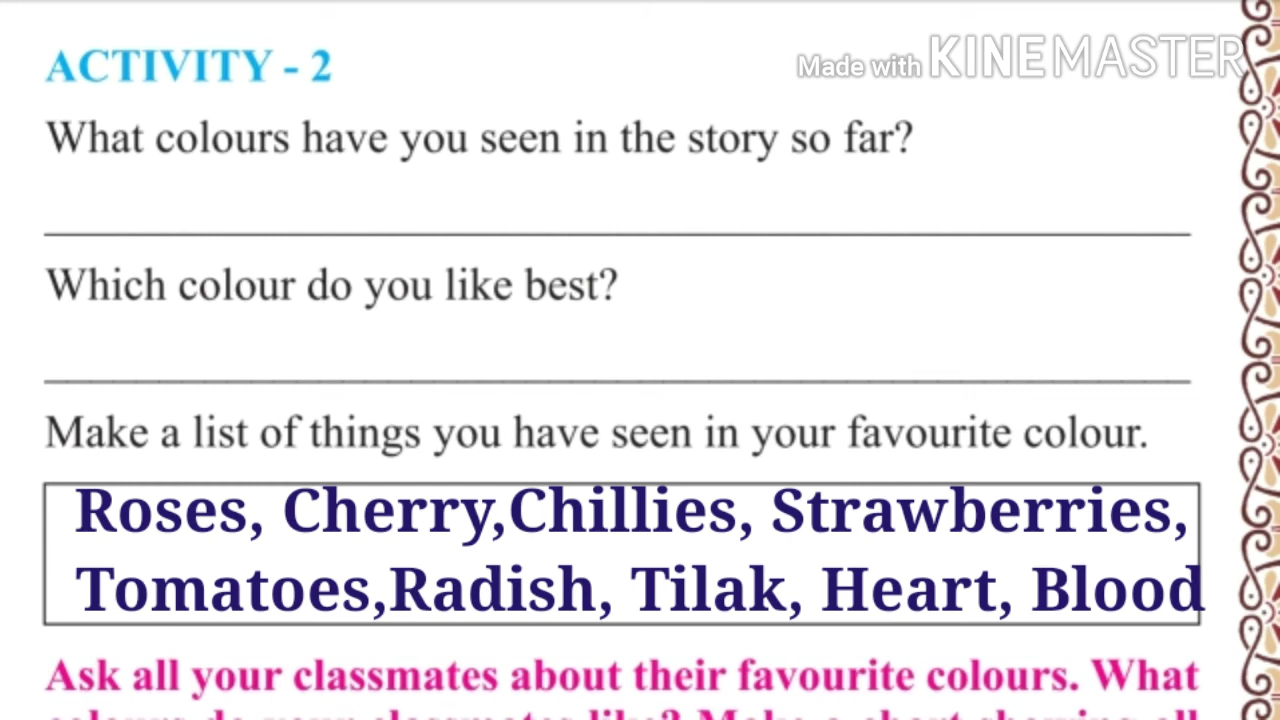 ACTIVITY - 2
Made with KINEMASTER
What colours have you seen in the story so far?
Which colour do you like best?
Make a list of things you have seen in your favourite colour.
Roses, Cherry,Chillies, Strawberries,
Tomatoes,Radish, Tilak, Heart, Blood
Ask all your classmates about their favourite colours. What